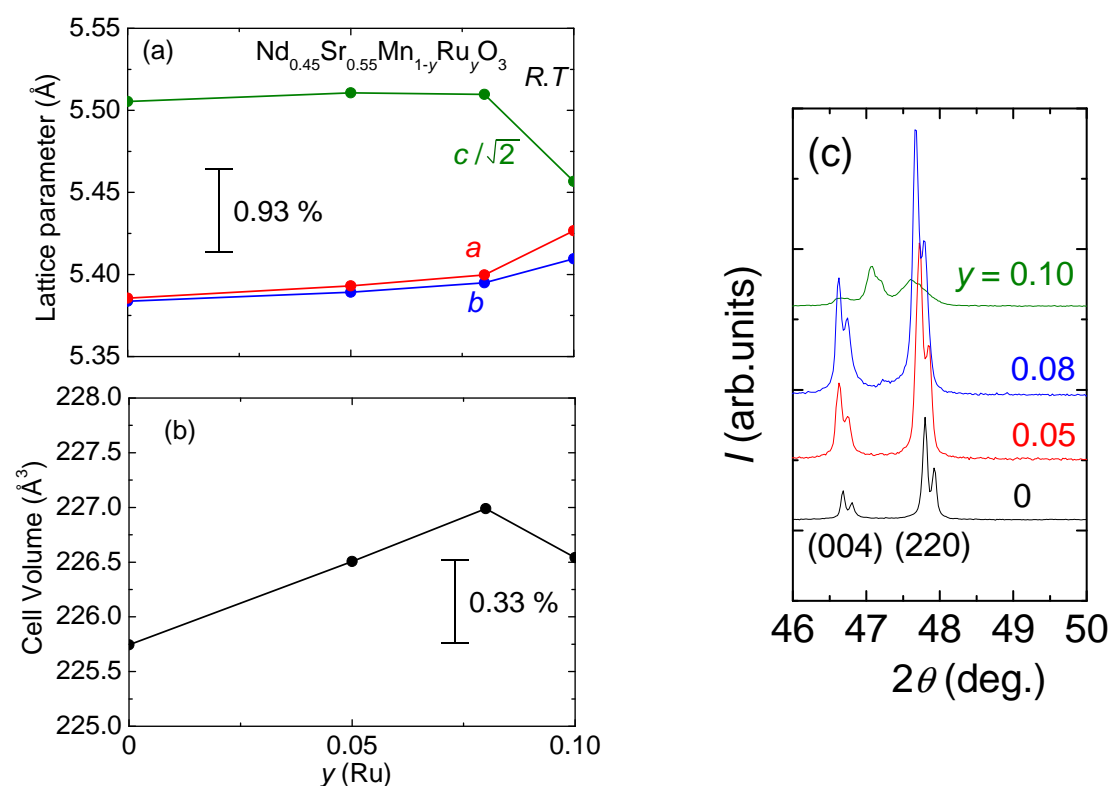 (a)
Nd0.45Sr0.55Mn1-yRuyO3
R.T
5.55
5.50
5.45
5.40
5.35
Lattice parameter (Å)
c /√2
0.93 %
a
b
(b)
228.0
227.5
227.0
226.5
226.0
225.5
225.0
Cell Volume (Å3)
0.33 %
0
0.05
0.10
y (Ru)
(c)
I (arb.units)
y = 0.10
0.08
0.05
0
(004) (220)
46 47 48 49 50
2θ (deg.)